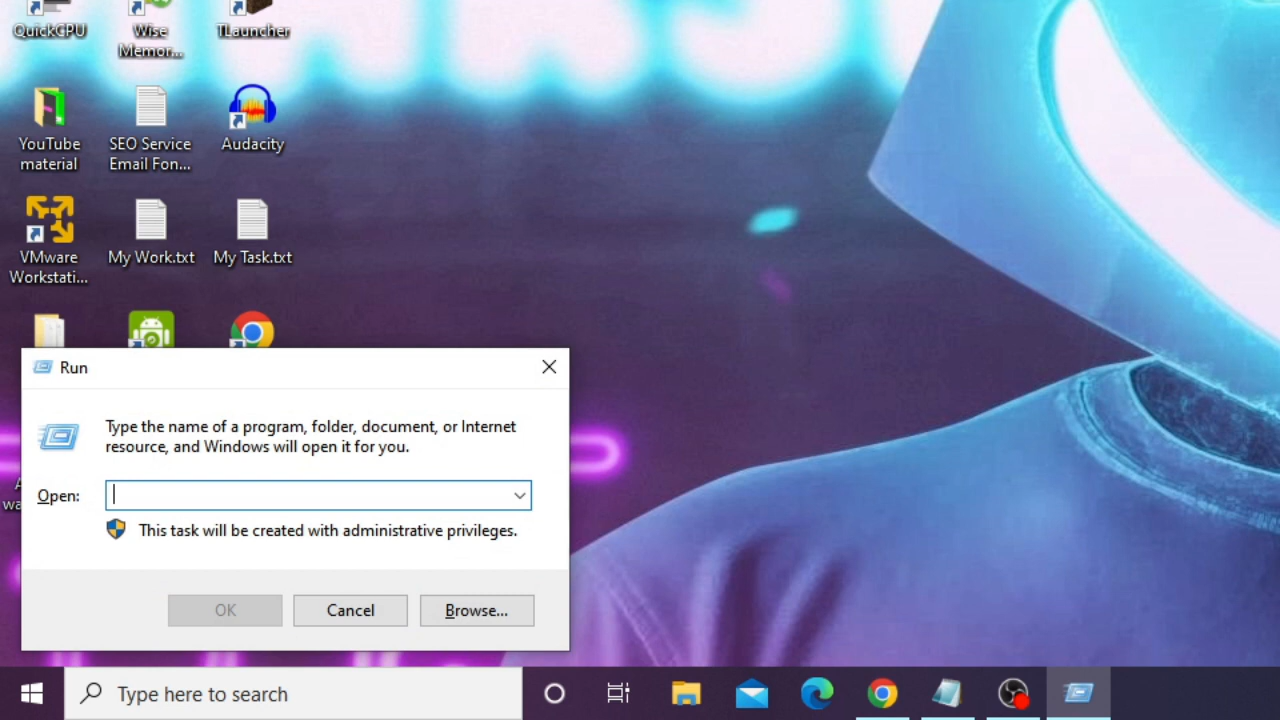 QuickCPU
Wise
Memor...
TLauncher
YouTube
material
SEO Service
Email Fon...
Audacity
VMware
Workstati...
My Work.txt
My Task.txt
Run
Type the name of a program, folder, document, or Internet
resource, and Windows will open it for you.
Open:
This task will be created with administrative privileges.
OK
Cancel
Browse...
Type here to search